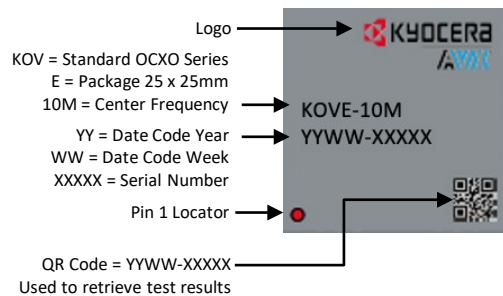 Logo
KYOCERA
AVX
KOV = Standard OCXO Series
E = Package 25 x 25mm
10M = Center Frequency
KOVE-10M
YY = Date Code Year
YYWW-XXXXX
WW = Date Code Week
XXXXX = Serial Number
Pin 1 Locator
QR Code = YYWW-XXXXX
Used to retrieve test results